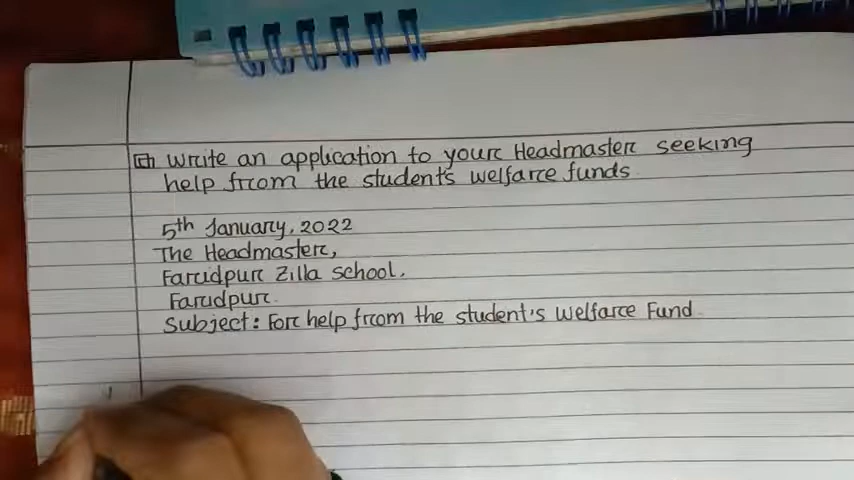 Write an application to your Headmaster seeking
help from the student's welfare funds
5th January, 2022
The Headmaster,
Faridpur Zilla School,
Faridpur.
Subject: For help from the student's Welfare Fund